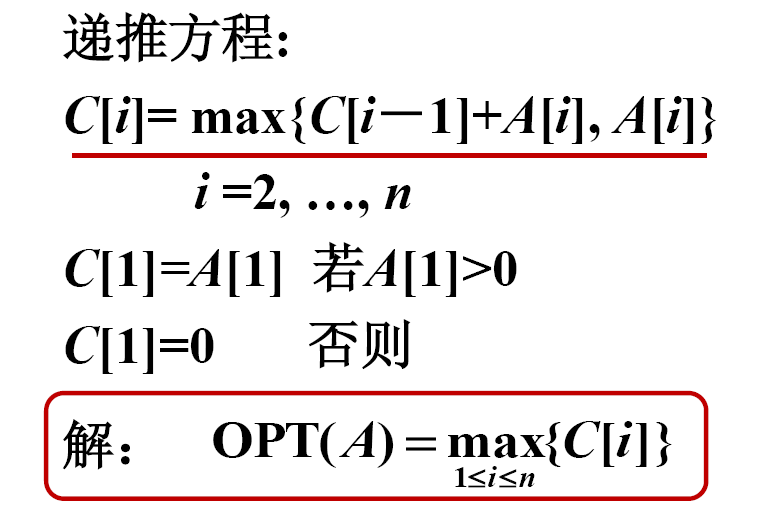 递推方程:
C[i]= max{C[i－1]+A[i], A[i]}
i =2, …, n
C[1]=A[1] 若A[1]>0
C[1]=0 否则
解： OPT(A) = max{C[i]}
1≤i≤n